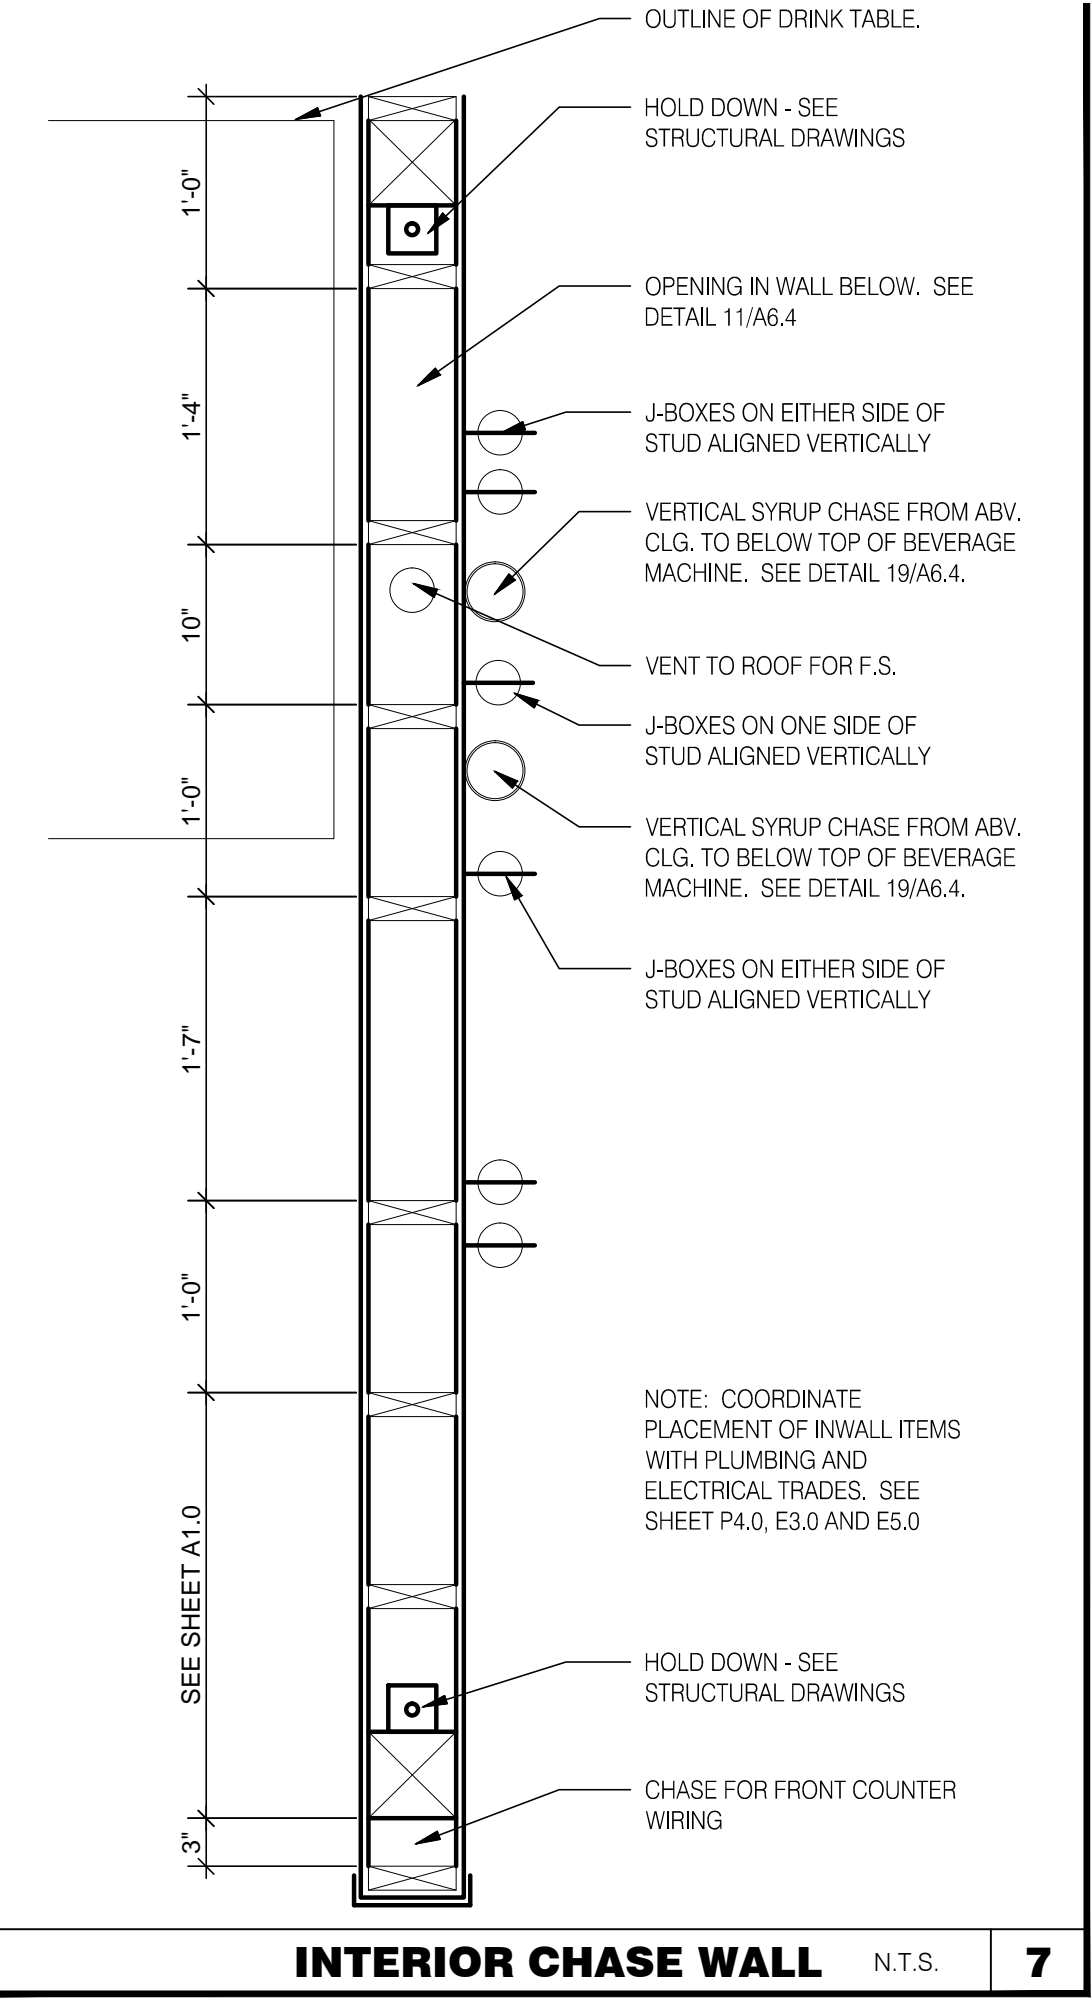 OUTLINE OF DRINK TABLE.
HOLD DOWN - SEE
STRUCTURAL DRAWINGS
1'-0"
OPENING IN WALL BELOW. SEE
DETAIL 11/A6.4
1'-4"
J-BOXES ON EITHER SIDE OF
STUD ALIGNED VERTICALLY
VERTICAL SYRUP CHASE FROM ABV.
CLG. TO BELOW TOP OF BEVERAGE
MACHINE. SEE DETAIL 19/A6.4.
10"
VENT TO ROOF FOR F.S.
J-BOXES ON ONE SIDE OF
STUD ALIGNED VERTICALLY
1'-0"
VERTICAL SYRUP CHASE FROM ABV.
CLG. TO BELOW TOP OF BEVERAGE
MACHINE. SEE DETAIL 19/A6.4.
J-BOXES ON EITHER SIDE OF
STUD ALIGNED VERTICALLY
1'-7"
1'-0"
NOTE: COORDINATE
PLACEMENT OF INWALL ITEMS
WITH PLUMBING AND
ELECTRICAL TRADES. SEE
SHEET P4.0, E3.0 AND E5.0
SEE SHEET A1.0
HOLD DOWN - SEE
STRUCTURAL DRAWINGS
CHASE FOR FRONT COUNTER
WIRING
3"
INTERIOR CHASE WALL N.T.S. 7